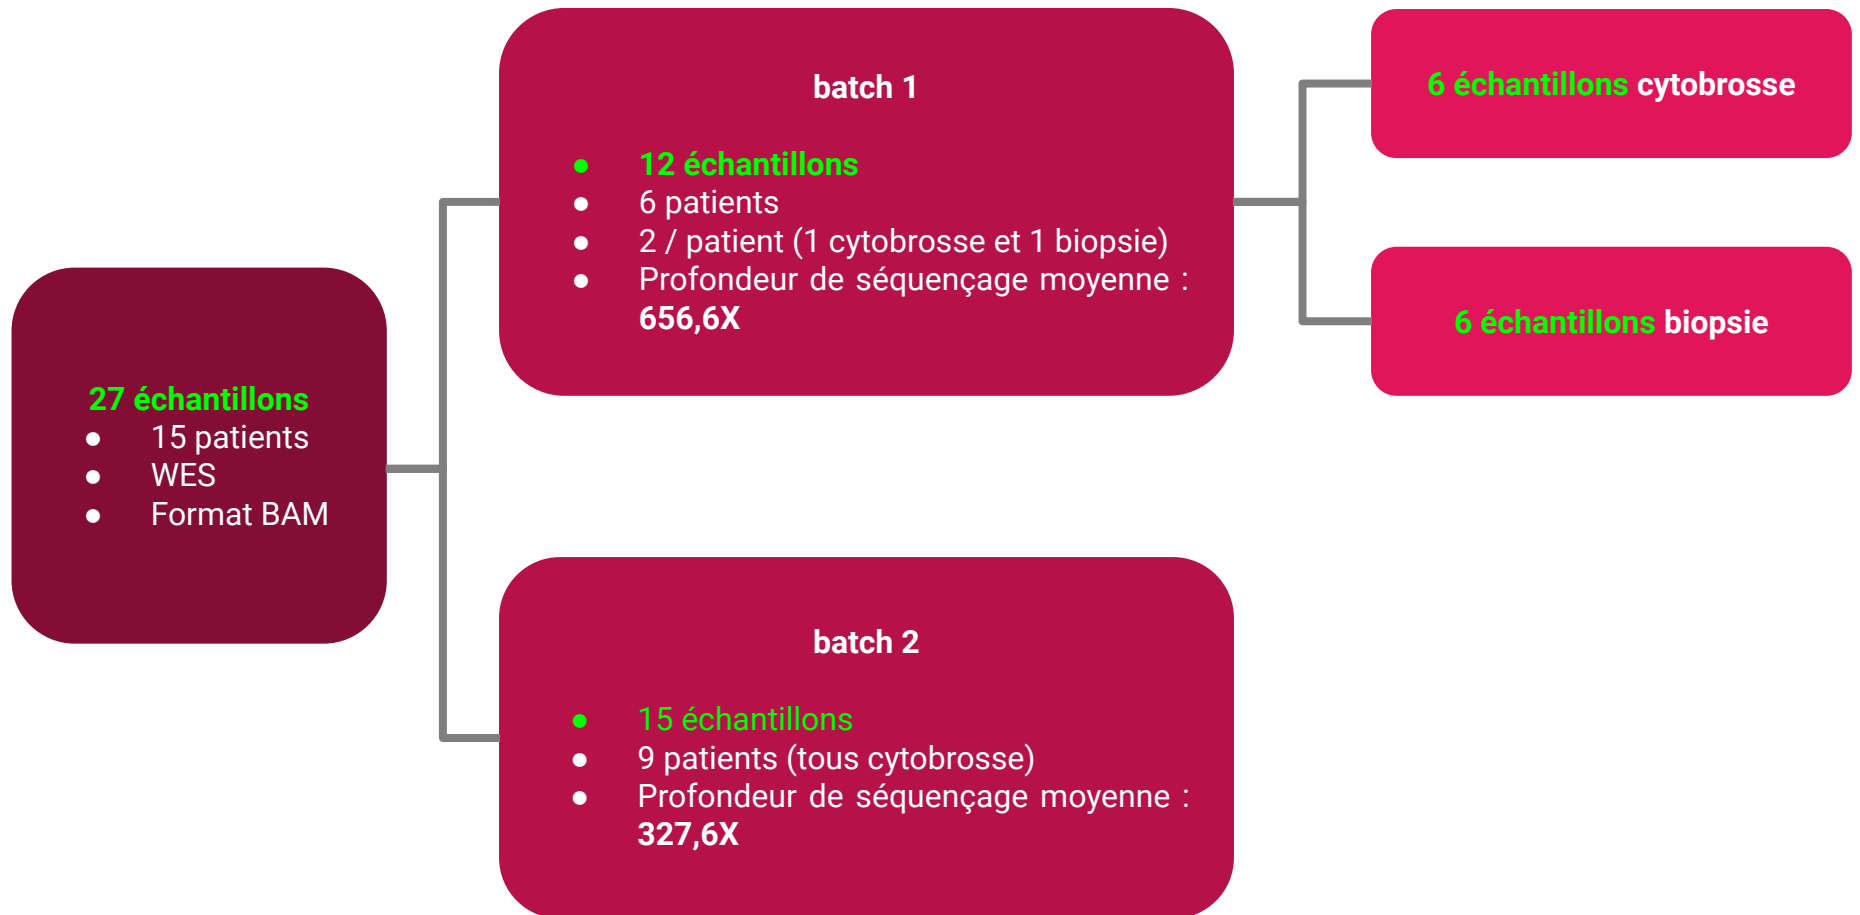 27 échantillons
● 15 patients
● WES
● Format BAM
batch 1
● 12 échantillons
● 6 patients
● 2 / patient (1 cytobrosse et 1 biopsie)
● Profondeur de séquençage moyenne :
656,6X
6 échantillons cytobrosse
6 échantillons biopsie
batch 2
● 15 échantillons
● 9 patients (tous cytobrosse)
● Profondeur de séquençage moyenne :
327,6X